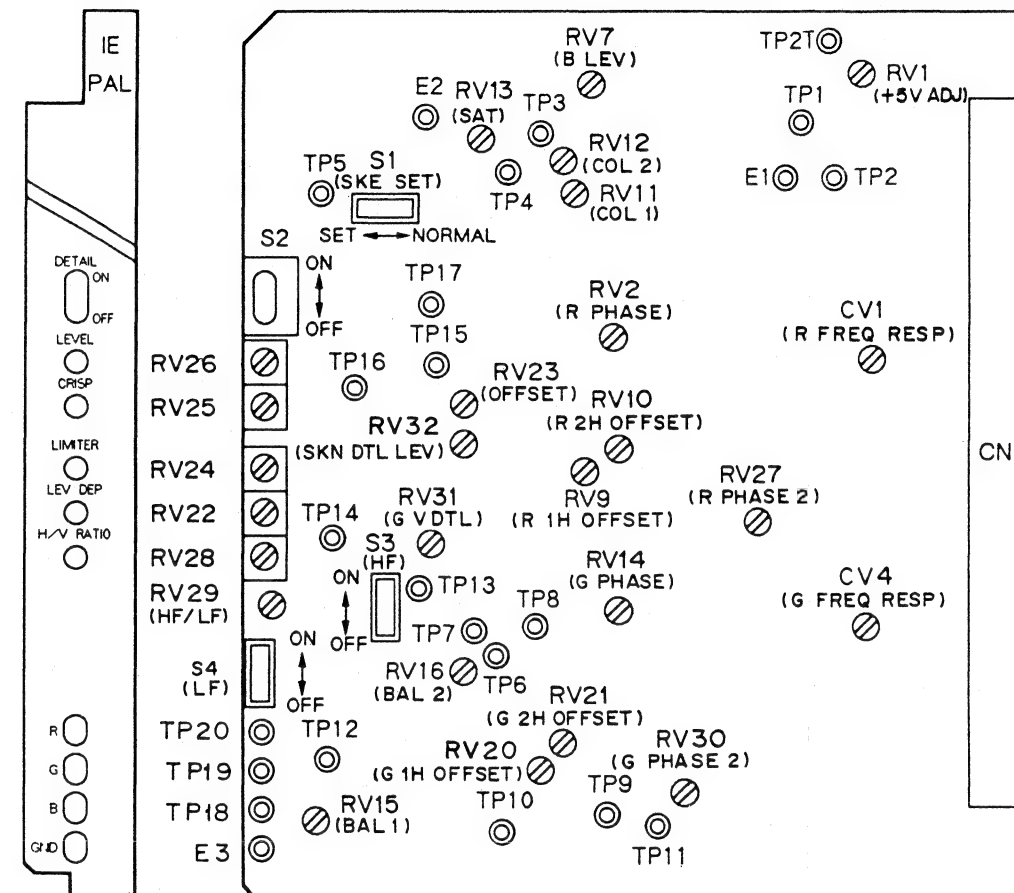 IE
PAL
DETAIL
ON
OFF
LEVEL
CRISP
LIMITER
LEV DEP
H/V RATIO
R
G
B
GND
RV7
(B LEV)
TP2T
RV1
(+5V ADJ)
E2
RV13
(SAT)
TP3
TP1
RV12
(COL 2)
TP5
S1
(SKE SET)
TP4
RV11
(COL 1)
E1
TP2
SET
NORMAL
S2
ON
OFF
TP17
RV2
(R PHASE)
CV1
(R FREQ RESP)
TP15
RV26
TP16
RV23
(OFFSET)
RV25
RV10
(R 2H OFFSET)
RV32
(SKN DTL LEV)
CN
RV24
RV27
(R PHASE 2)
RV31
(G V DTL)
RV9
(R 1H OFFSET)
RV22
TP14
S3
(HF)
RV28
RV14
(G PHASE)
CV4
(G FREQ RESP)
ON
OFF
TP13
RV29
(HF/LF)
TP8
TP7
ON
OFF
S4
(LF)
RV16
(BAL 2)
TP6
RV21
(G 2H OFFSET)
TP20
TP12
RV20
(G 1H OFFSET)
RV30
(G PHASE 2)
TP19
TP9
TP18
RV15
(BAL 1)
TP10
E3
TP11